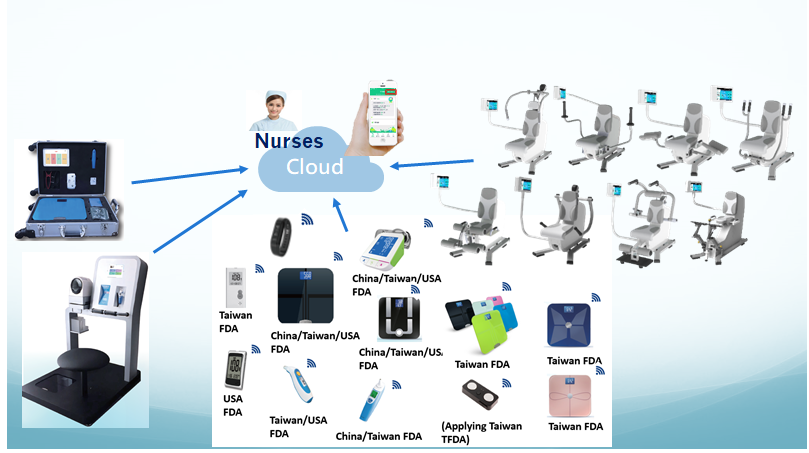 Nurses
Cloud
China/Taiwan/USA
FDA
Taiwan
FDA
China/Taiwan/USA
FDA
China/Taiwan/USA
FDA
Taiwan FDA
Taiwan FDA
USA
FDA
Taiwan/USA
FDA
China/Taiwan FDA
(Applying Taiwan
TFDA)
Taiwan FDA